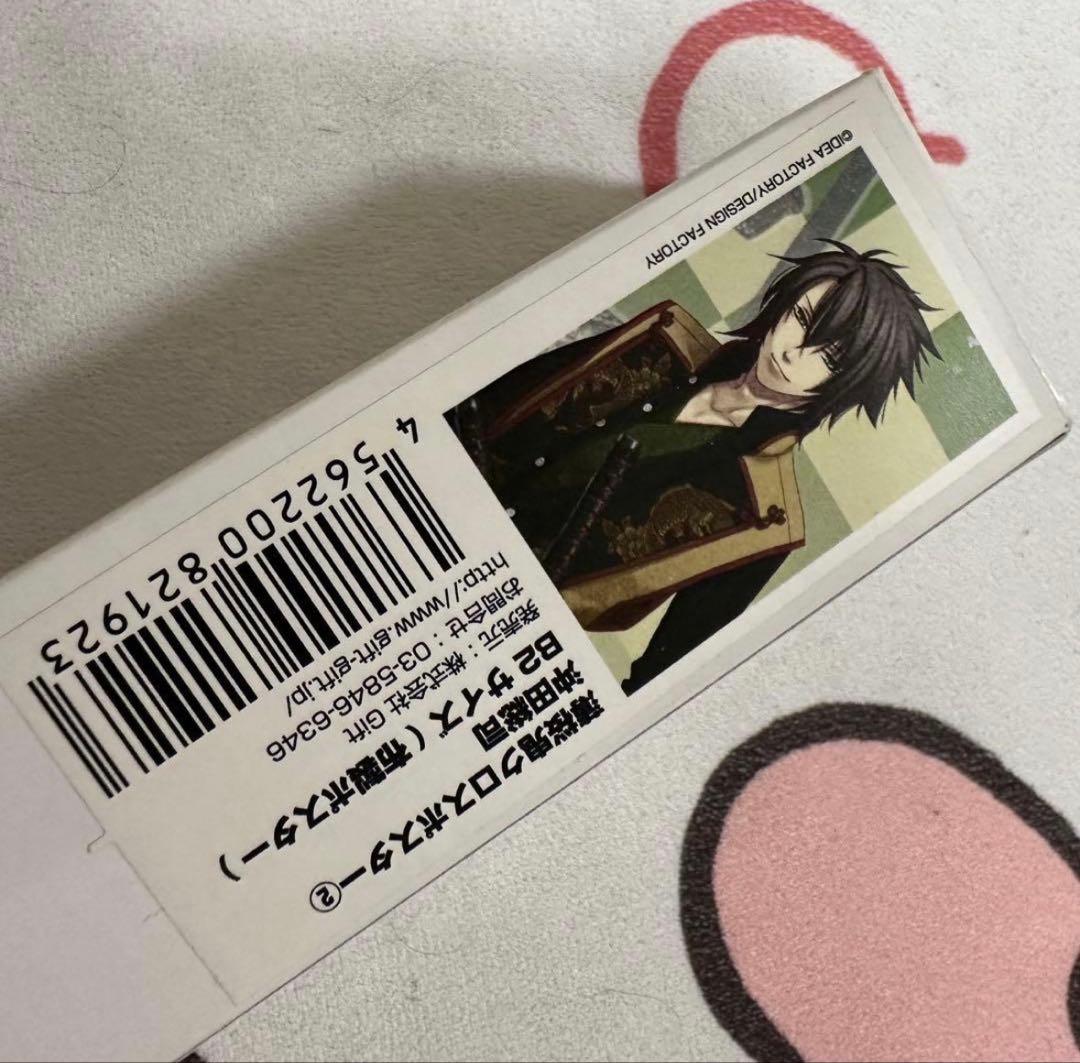 薄桜鬼クロスポスター②
沖田総司
B2 サイズ ( 布製ポスター )
発売元：株式会社 Gift
お問合せ：03-5846-6346
http://www.gift-gift.jp/
4 562200 821923
©IDEA FACTORY/DESIGN FACTORY